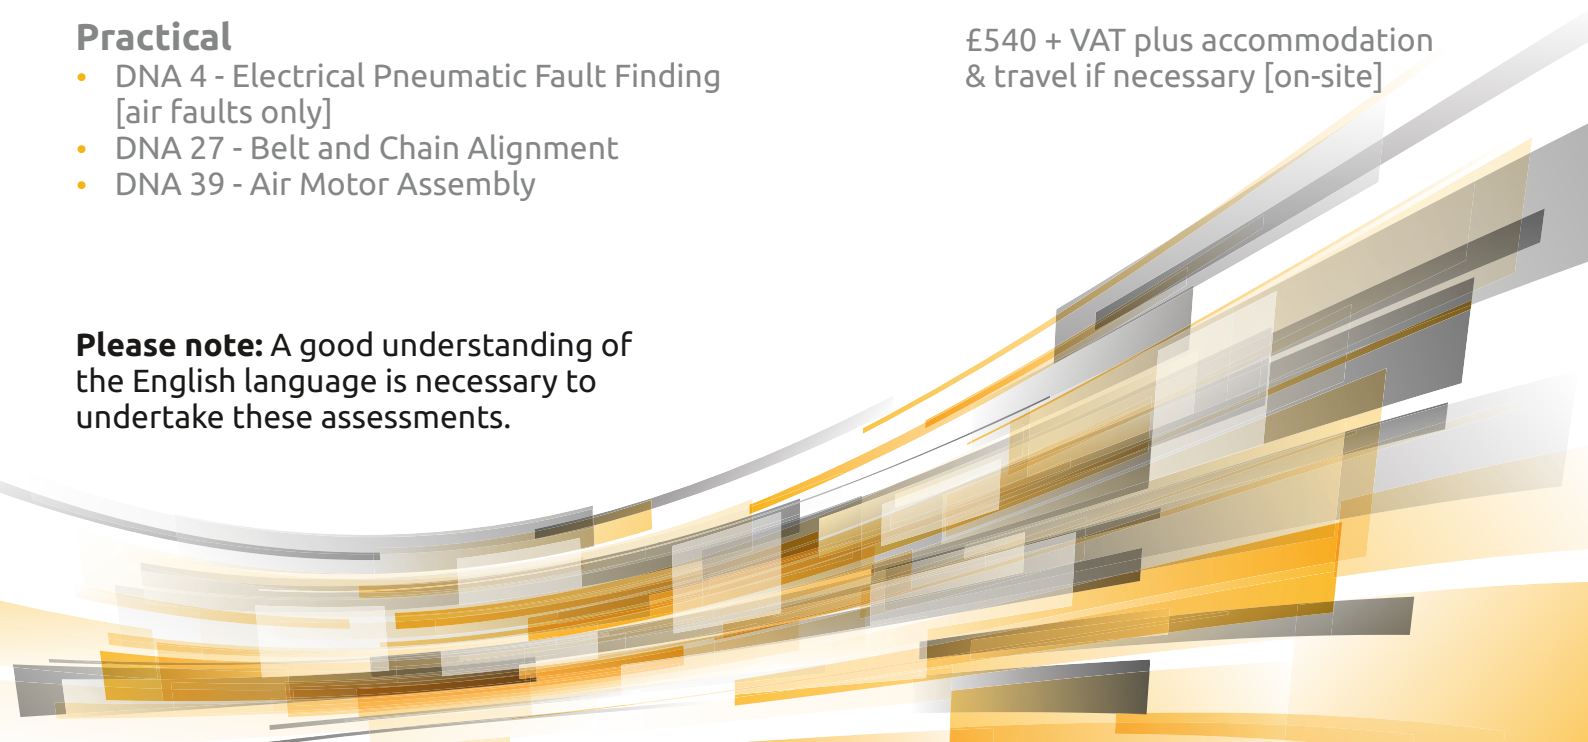 Practical
• DNA 4 - Electrical Pneumatic Fault Finding
[air faults only]
• DNA 27 - Belt and Chain Alignment
• DNA 39 - Air Motor Assembly
£540 + VAT plus accommodation
& travel if necessary [on-site]
Please note: A good understanding of
the English language is necessary to
undertake these assessments.